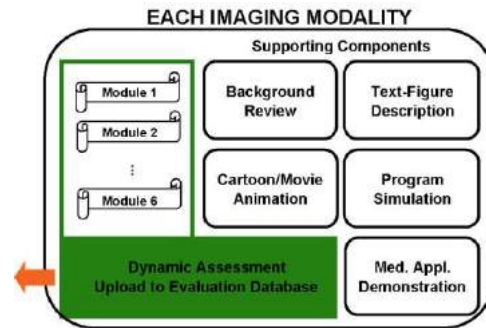 EACH IMAGING MODALITY
Supporting Components
Module 1
Module 2
⋮
Module 6
Background
Review
Text-Figure
Description
Cartoon/Movie
Animation
Program
Simulation
Dynamic Assessment
Upload to Evaluation Database
Med. Appl.
Demonstration